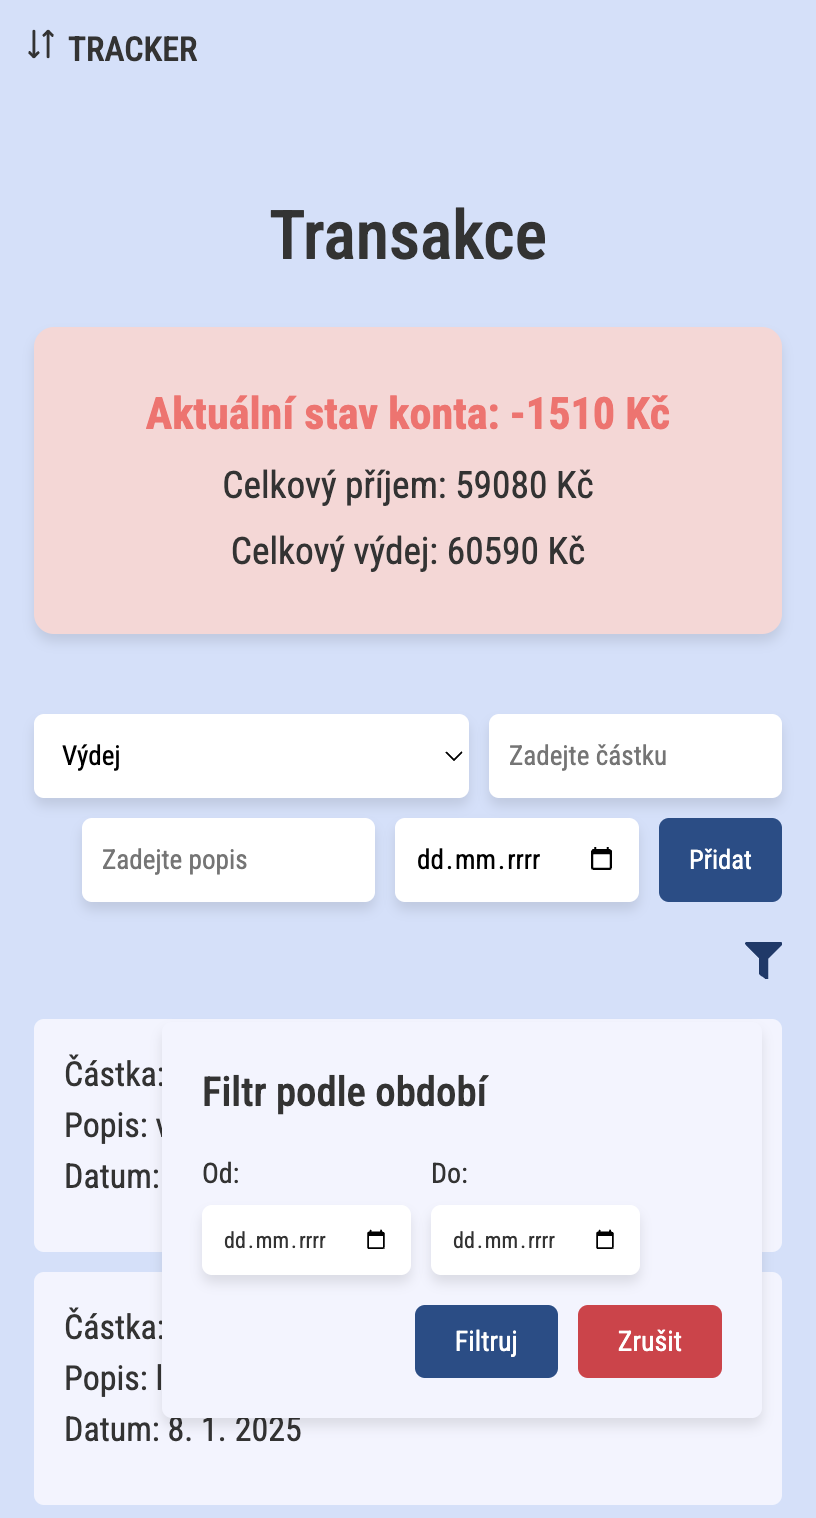 TRACKER
Transakce
Aktuální stav konta: -1510 Kč
Celkový příjem: 59080 Kč
Celkový výdej: 60590 Kč
Výdej
Zadejte částku
Zadejte popis
dd.mm.rrrr
Přidat
Částka:
Popis:
Datum:
Filtr podle období
Od:
Do:
dd.mm.rrrr
dd.mm.rrrr
Filtruj
Zrušit
Částka:
Popis:
Datum: 8. 1. 2025